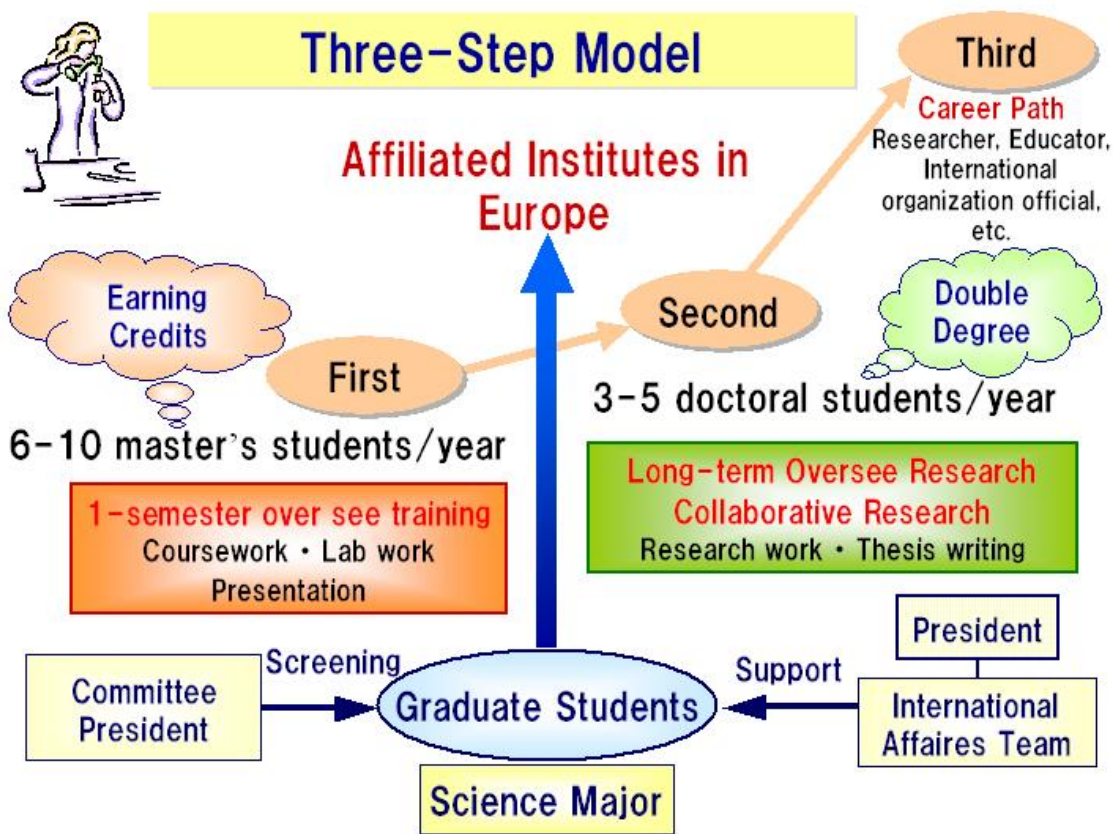 Three-Step Model
Third
Career Path
Researcher, Educator,
International
organization official,
etc.
Affiliated Institutes in
Europe
Earning
Credits
First
Second
Double
Degree
6-10 master's students/year
3-5 doctoral students/year
1-semester over see training
Coursework・Lab work
Presentation
Long-term Oversee Research
Collaborative Research
Research work・Thesis writing
Committee
President
Screening
Graduate Students
Support
President
International
Affaires Team
Science Major